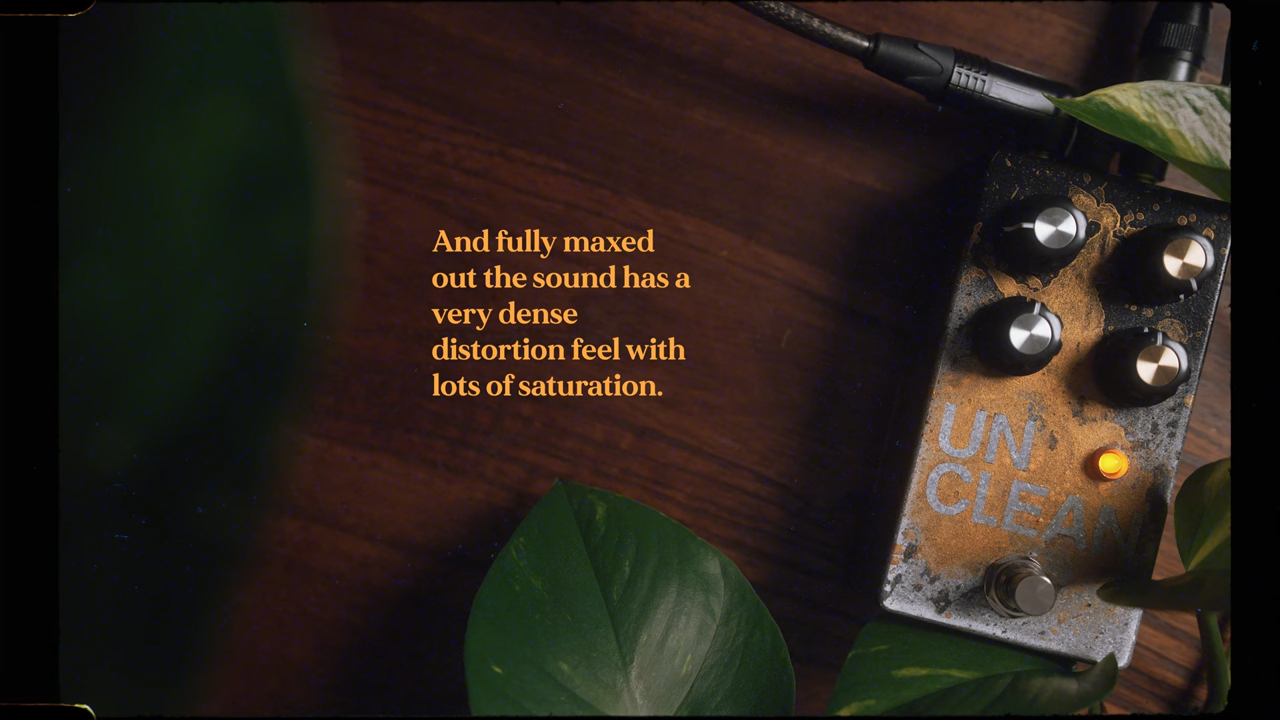 And fully maxed
out the sound has a
very dense
distortion feel with
lots of saturation.
UN
CLEAN